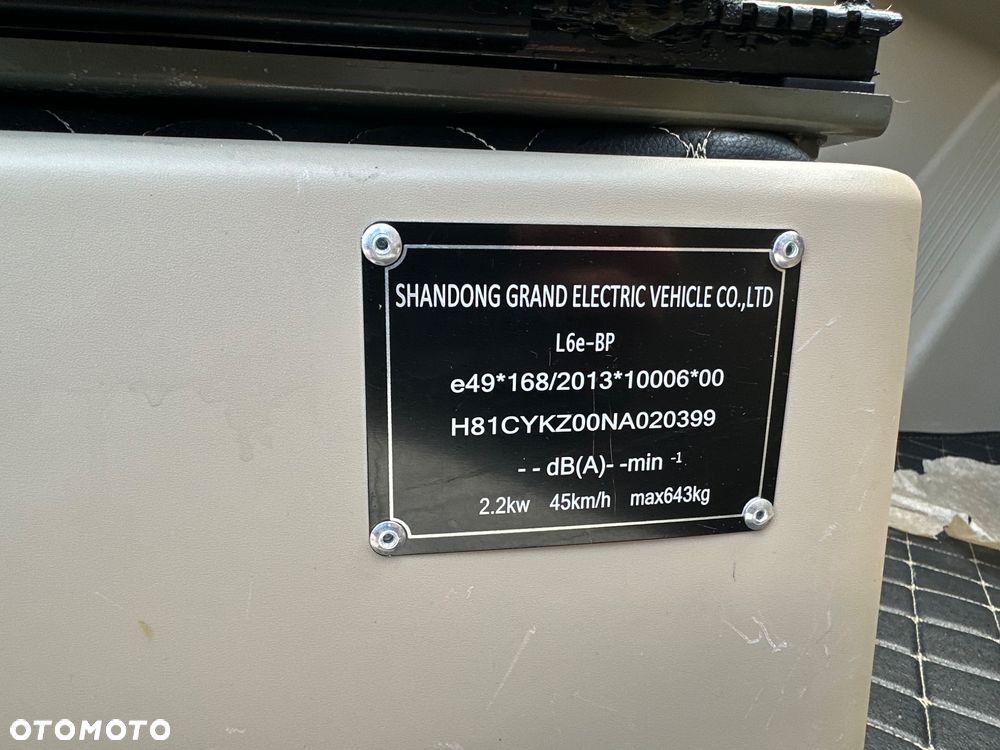 SHANDONG GRAND ELECTRIC VEHICLE CO.,LTD
L6e-BP
e49*168/2013*10006*00
H81CYKZ00NA020399
- - dB(A)- -min -1
2.2kw 45km/h max643kg
OTOMOTO